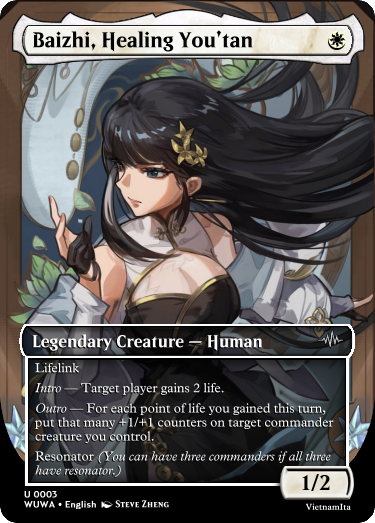 Baizhi, Healing You'tan
Legendary Creature — Human
Lifelink
Intro — Target player gains 2 life.
Outro — For each point of life you gained this turn,
put that many +1/+1 counters on target commander
creature you control.
Resonator (You can have three commanders if all three
have resonator.)
1/2
U 0003
WUWA • English Steve Zheng
VietnamIta